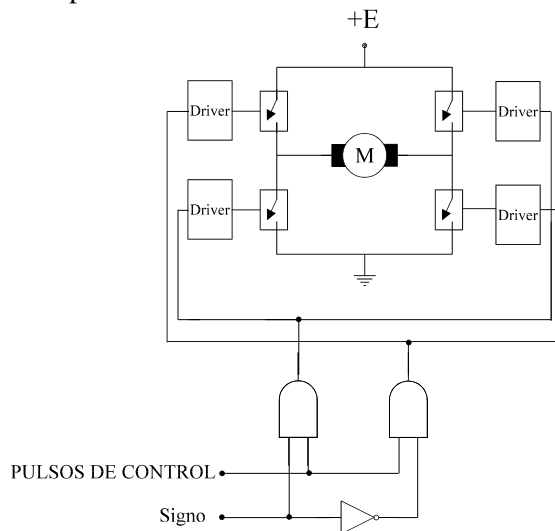 +E
Driver
Driver
M
Driver
Driver
PULSOS DE CONTROL
Signo